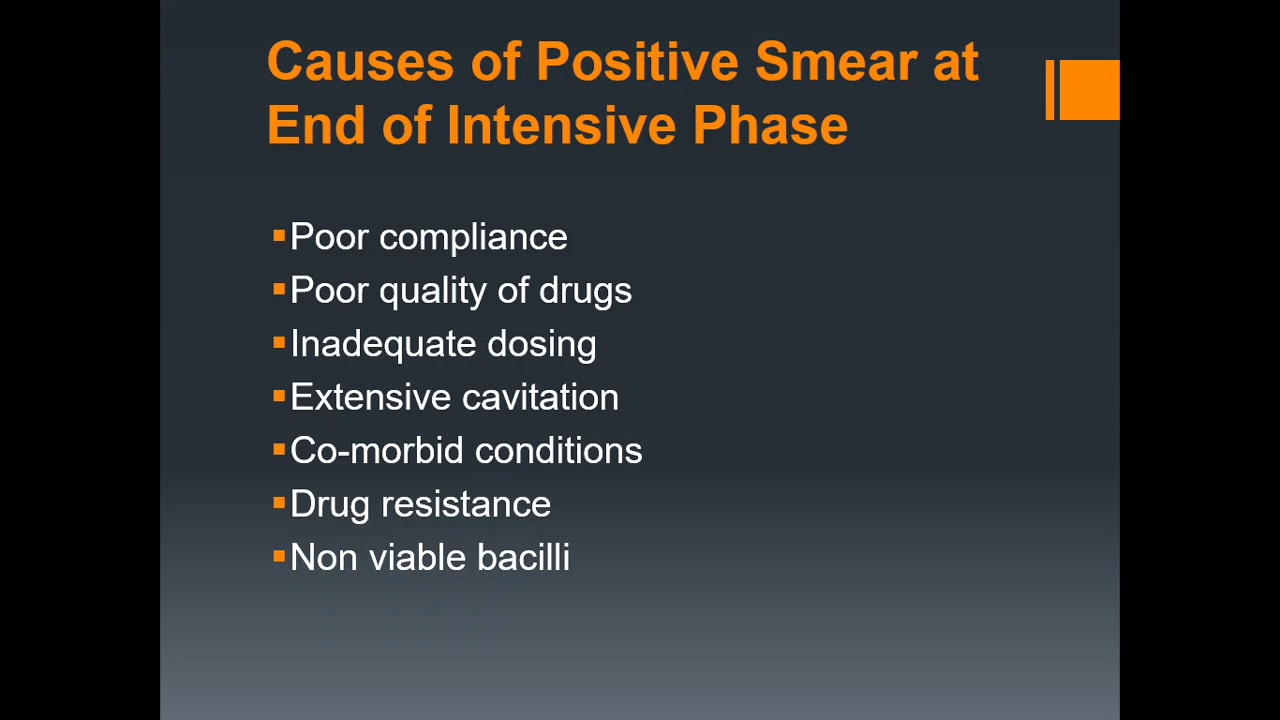 Causes of Positive Smear at
End of Intensive Phase
Poor compliance
Poor quality of drugs
Inadequate dosing
Extensive cavitation
Co-morbid conditions
Drug resistance
Non viable bacilli